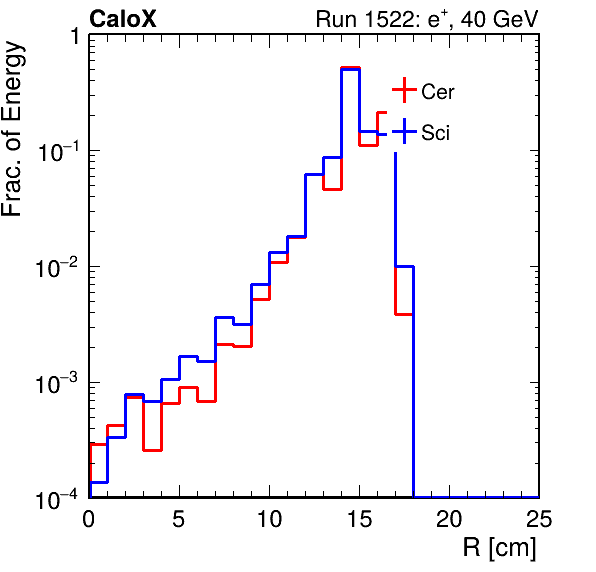 CaloX Run 1522: e⁺, 40 GeV
Frac. of Energy
1
10⁻¹
10⁻²
10⁻³
10⁻⁴
Cer
Sci
0 5 10 15 20 25
R [cm]